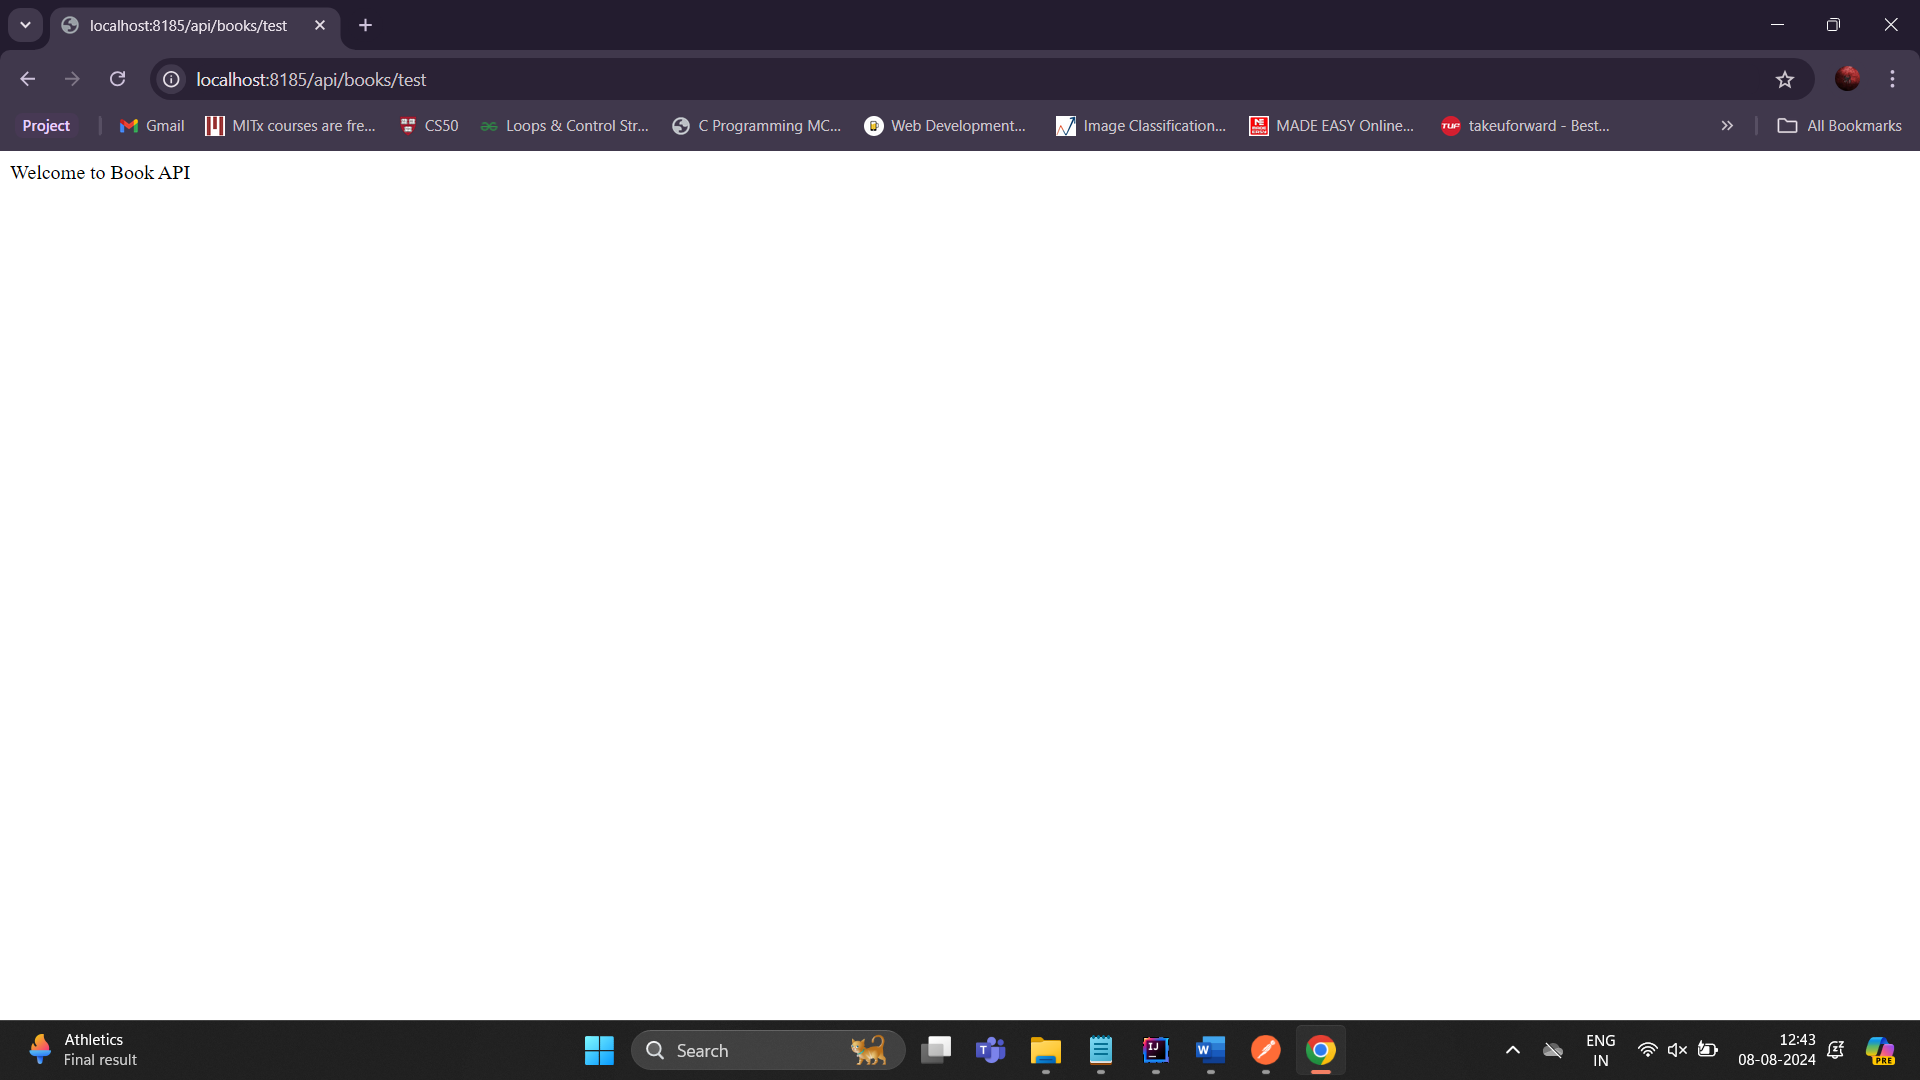 localhost:8185/api/books/test
localhost:8185/api/books/test
Project
Gmail
MITx courses are fre...
CS50
Loops & Control Str...
C Programming MC...
Web Development...
Image Classification...
MADE EASY Online...
takeuforward - Best...
All Bookmarks
Welcome to Book API
Athletics
Final result
Search
ENG
IN
12:43
08-08-2024
PRE